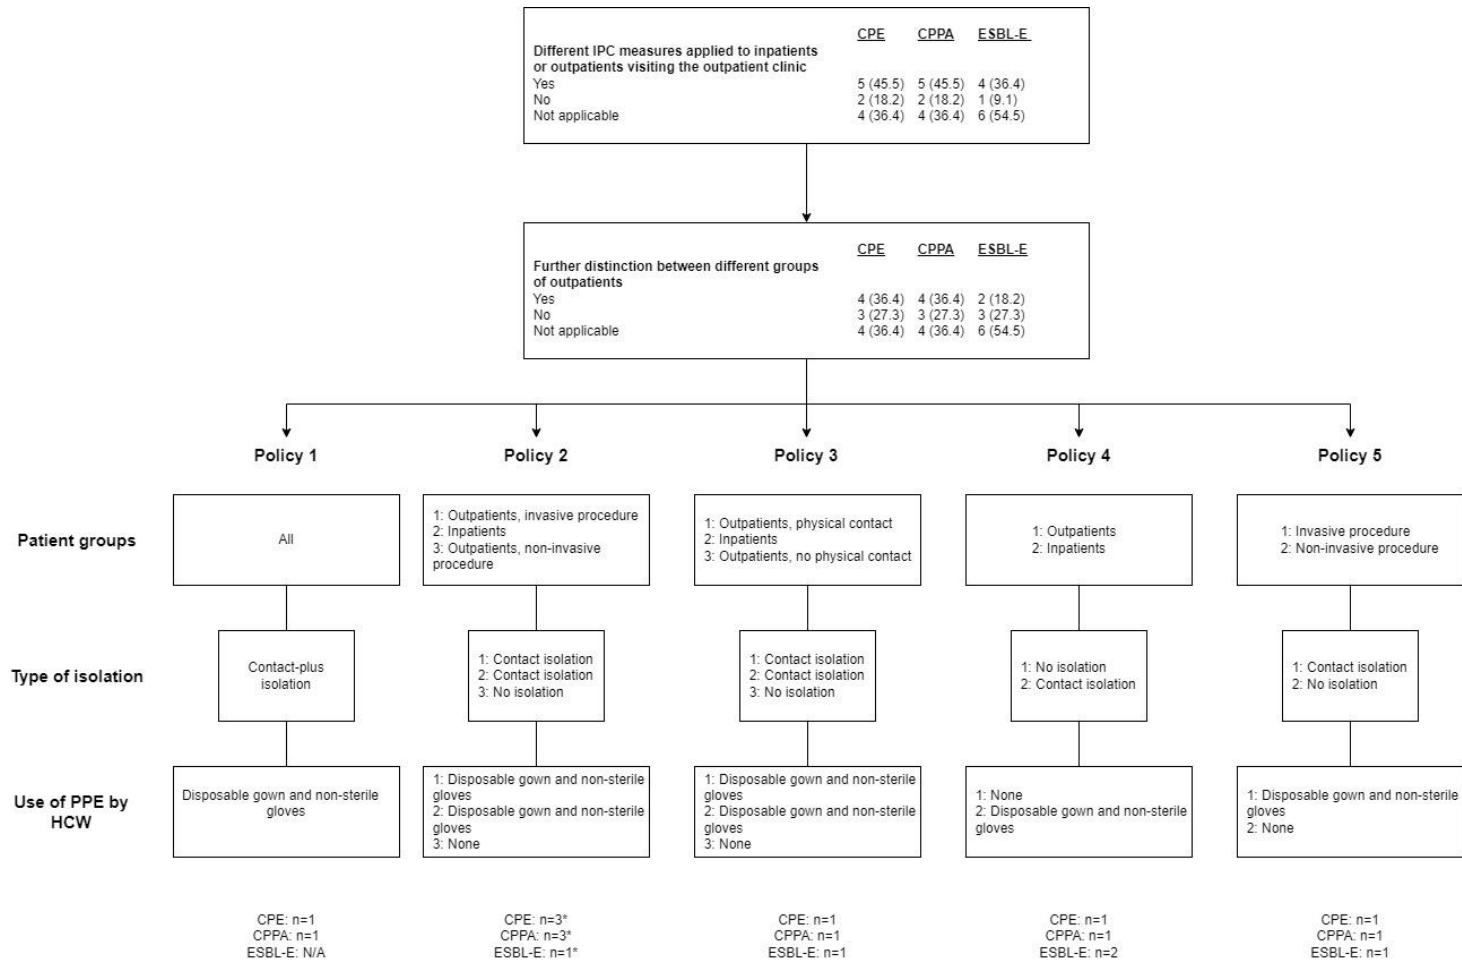 CPE CPPA ESBL-E
Different IPC measures applied to inpatients
or outpatients visiting the outpatient clinic
Yes 5 (45.5) 5 (45.5) 4 (36.4)
No 2 (18.2) 2 (18.2) 1 (9.1)
Not applicable 4 (36.4) 4 (36.4) 6 (54.5)
CPE CPPA ESBL-E
Further distinction between different groups
of outpatients
Yes 4 (36.4) 4 (36.4) 2 (18.2)
No 3 (27.3) 3 (27.3) 3 (27.3)
Not applicable 4 (36.4) 4 (36.4) 6 (54.5)
Policy 1
Policy 2
Policy 3
Policy 4
Policy 5
Patient groups
All
1: Outpatients, invasive procedure
2: Inpatients
3: Outpatients, non-invasive
procedure
1: Outpatients, physical contact
2: Inpatients
3: Outpatients, no physical contact
1: Outpatients
2: Inpatients
1: Invasive procedure
2: Non-invasive procedure
Type of isolation
Contact-plus
isolation
1: Contact isolation
2: Contact isolation
3: No isolation
1: Contact isolation
2: Contact isolation
3: No isolation
1: No isolation
2: Contact isolation
1: Contact isolation
2: No isolation
Use of PPE by
HCW
Disposable gown and non-sterile
gloves
1: Disposable gown and non-sterile
gloves
2: Disposable gown and non-sterile
gloves
3: None
1: Disposable gown and non-sterile
gloves
2: Disposable gown and non-sterile
gloves
3: None
1: None
2: Disposable gown and non-sterile
gloves
1: Disposable gown and non-sterile
gloves
2: None
CPE: n=1
CPPA: n=1
ESBL-E: N/A
CPE: n=3*
CPPA: n=3*
ESBL-E: n=1*
CPE: n=1
CPPA: n=1
ESBL-E: n=1
CPE: n=1
CPPA: n=1
ESBL-E: n=2
CPE: n=1
CPPA: n=1
ESBL-E: n=1